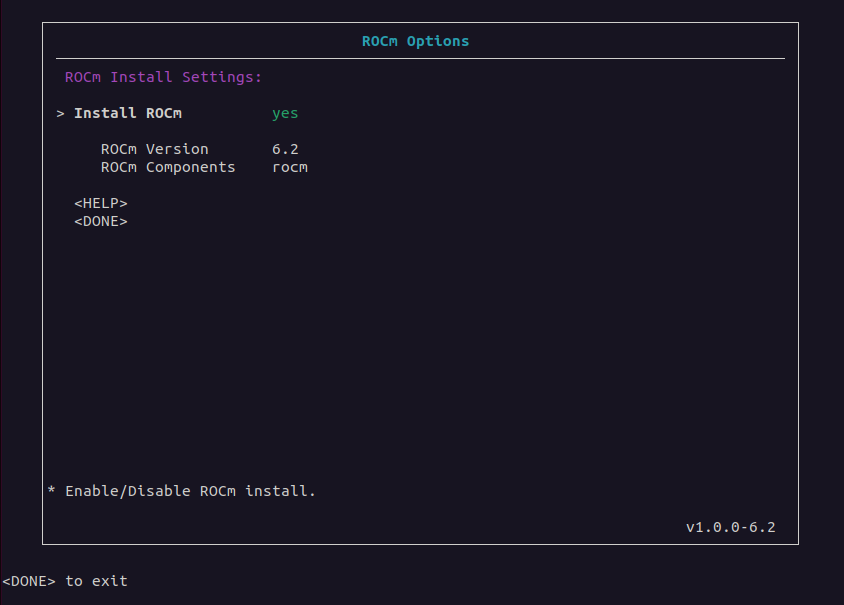 ROCm Options
ROCm Install Settings:
> Install ROCm yes
ROCm Version 6.2
ROCm Components rocm
<HELP>
<DONE>
* Enable/Disable ROCm install.
v1.0.0-6.2
<DONE> to exit